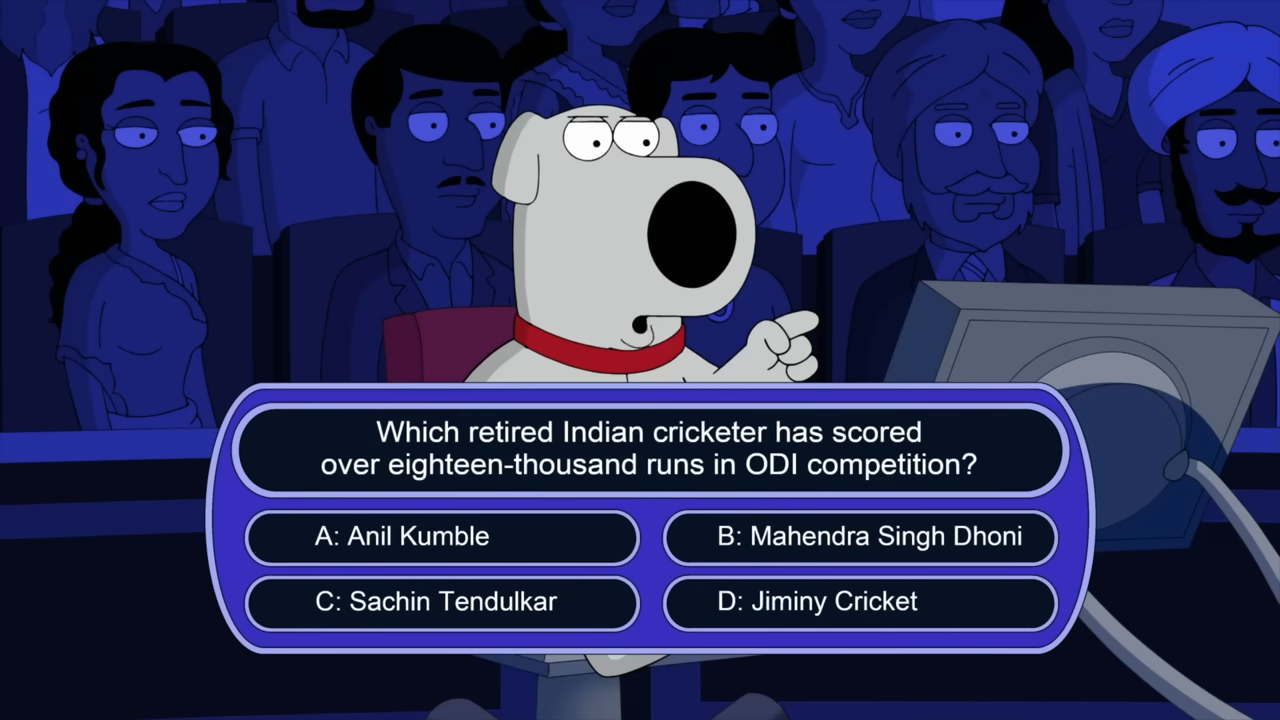 Which retired Indian cricketer has scored
over eighteen-thousand runs in ODI competition?
A: Anil Kumble
B: Mahendra Singh Dhoni
C: Sachin Tendulkar
D: Jiminy Cricket